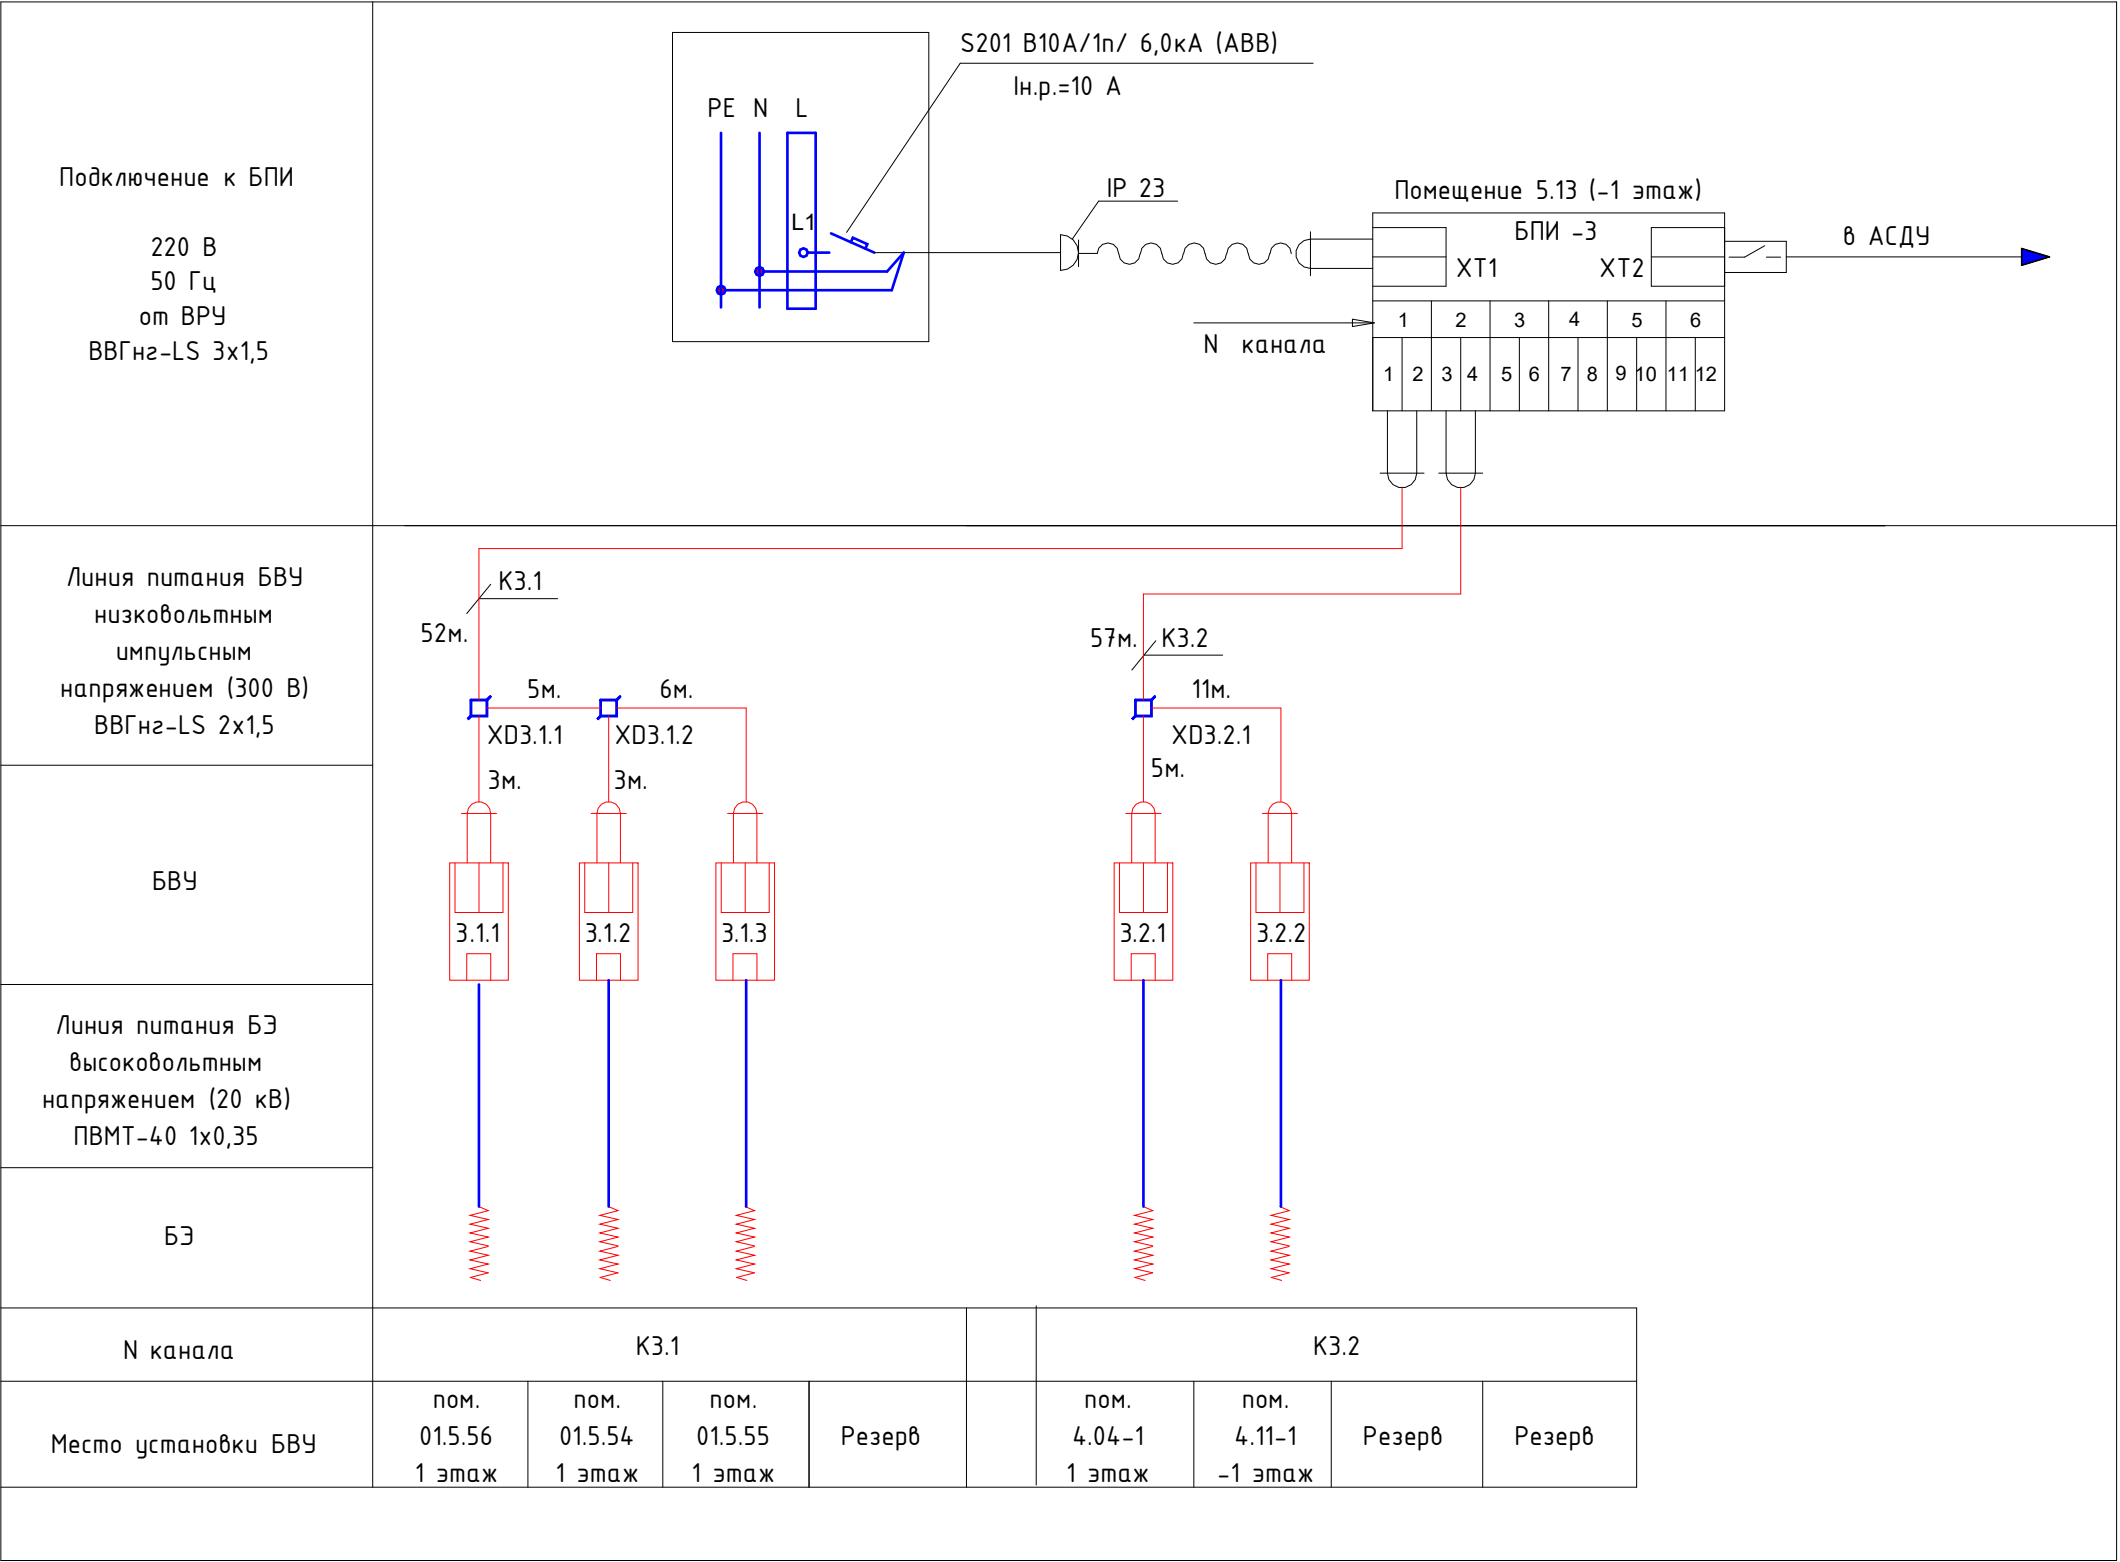 S201 В10А/1п/ 6,0кА (АВВ)
Iн.р.=10 А
PE N L
L1
IP 23
Подключение к БПИ
220 В
50 Гц
от ВРУ
ВВГнг-LS 3х1,5
Помещение 5.13 (-1 этаж)
БПИ -3
XT1
XT2
в АСДУ
N канала
1 2 3 4 5 6
1 2 3 4 5 6 7 8 9 10 11 12
Линия питания БВУ
низковольтным
импульсным
напряжением (300 В)
ВВГнг-LS 2х1,5
К3.1
52м.
57м.
К3.2
5м.
6м.
11м.
XD3.1.1
XD3.1.2
XD3.2.1
3м.
3м.
5м.
БВУ
3.1.1
3.1.2
3.1.3
3.2.1
3.2.2
Линия питания БЭ
высоковольтным
напряжением (20 кВ)
ПВМТ-40 1х0,35
БЭ
N канала
К3.1
К3.2
Место установки БВУ
пом.
01.5.56
1 этаж
пом.
01.5.54
1 этаж
пом.
01.5.55
1 этаж
Резерв
пом.
4.04-1
1 этаж
пом.
4.11-1
-1 этаж
Резерв
Резерв